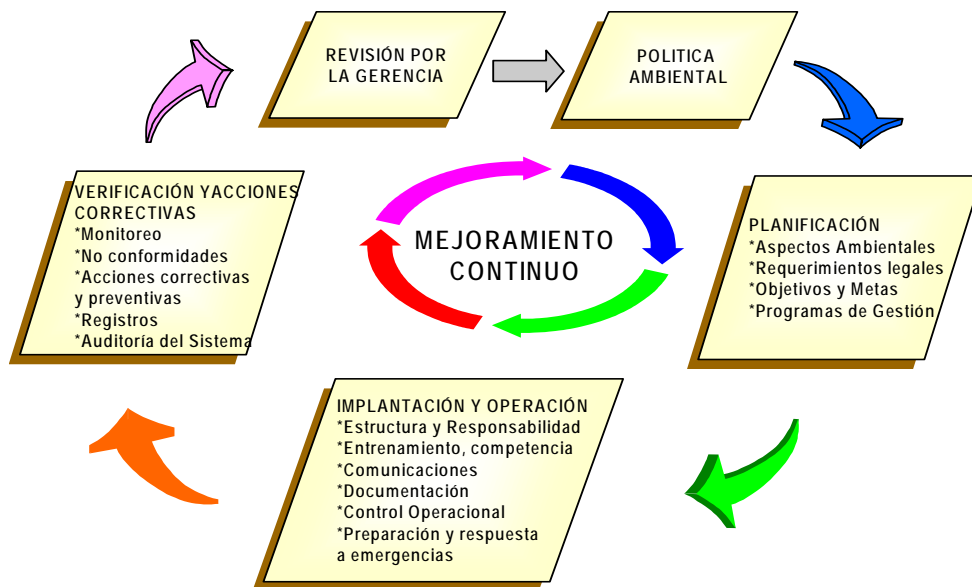 REVISIÓN POR
LA GERENCIA
POLITICA
AMBIENTAL
VERIFICACIÓN YACCIONES
CORRECTIVAS
*Monitoreo
*No conformidades
*Acciones correctivas
y preventivas
*Registros
*Auditoría del Sistema
MEJORAMIENTO
CONTINUO
PLANIFICACIÓN
*Aspectos Ambientales
*Requerimientos legales
*Objetivos y Metas
*Programas de Gestión
IMPLANTACIÓN Y OPERACIÓN
*Estructura y Responsabilidad
*Entrenamiento, competencia
*Comunicaciones
*Documentación
*Control Operacional
*Preparación y respuesta
a emergencias